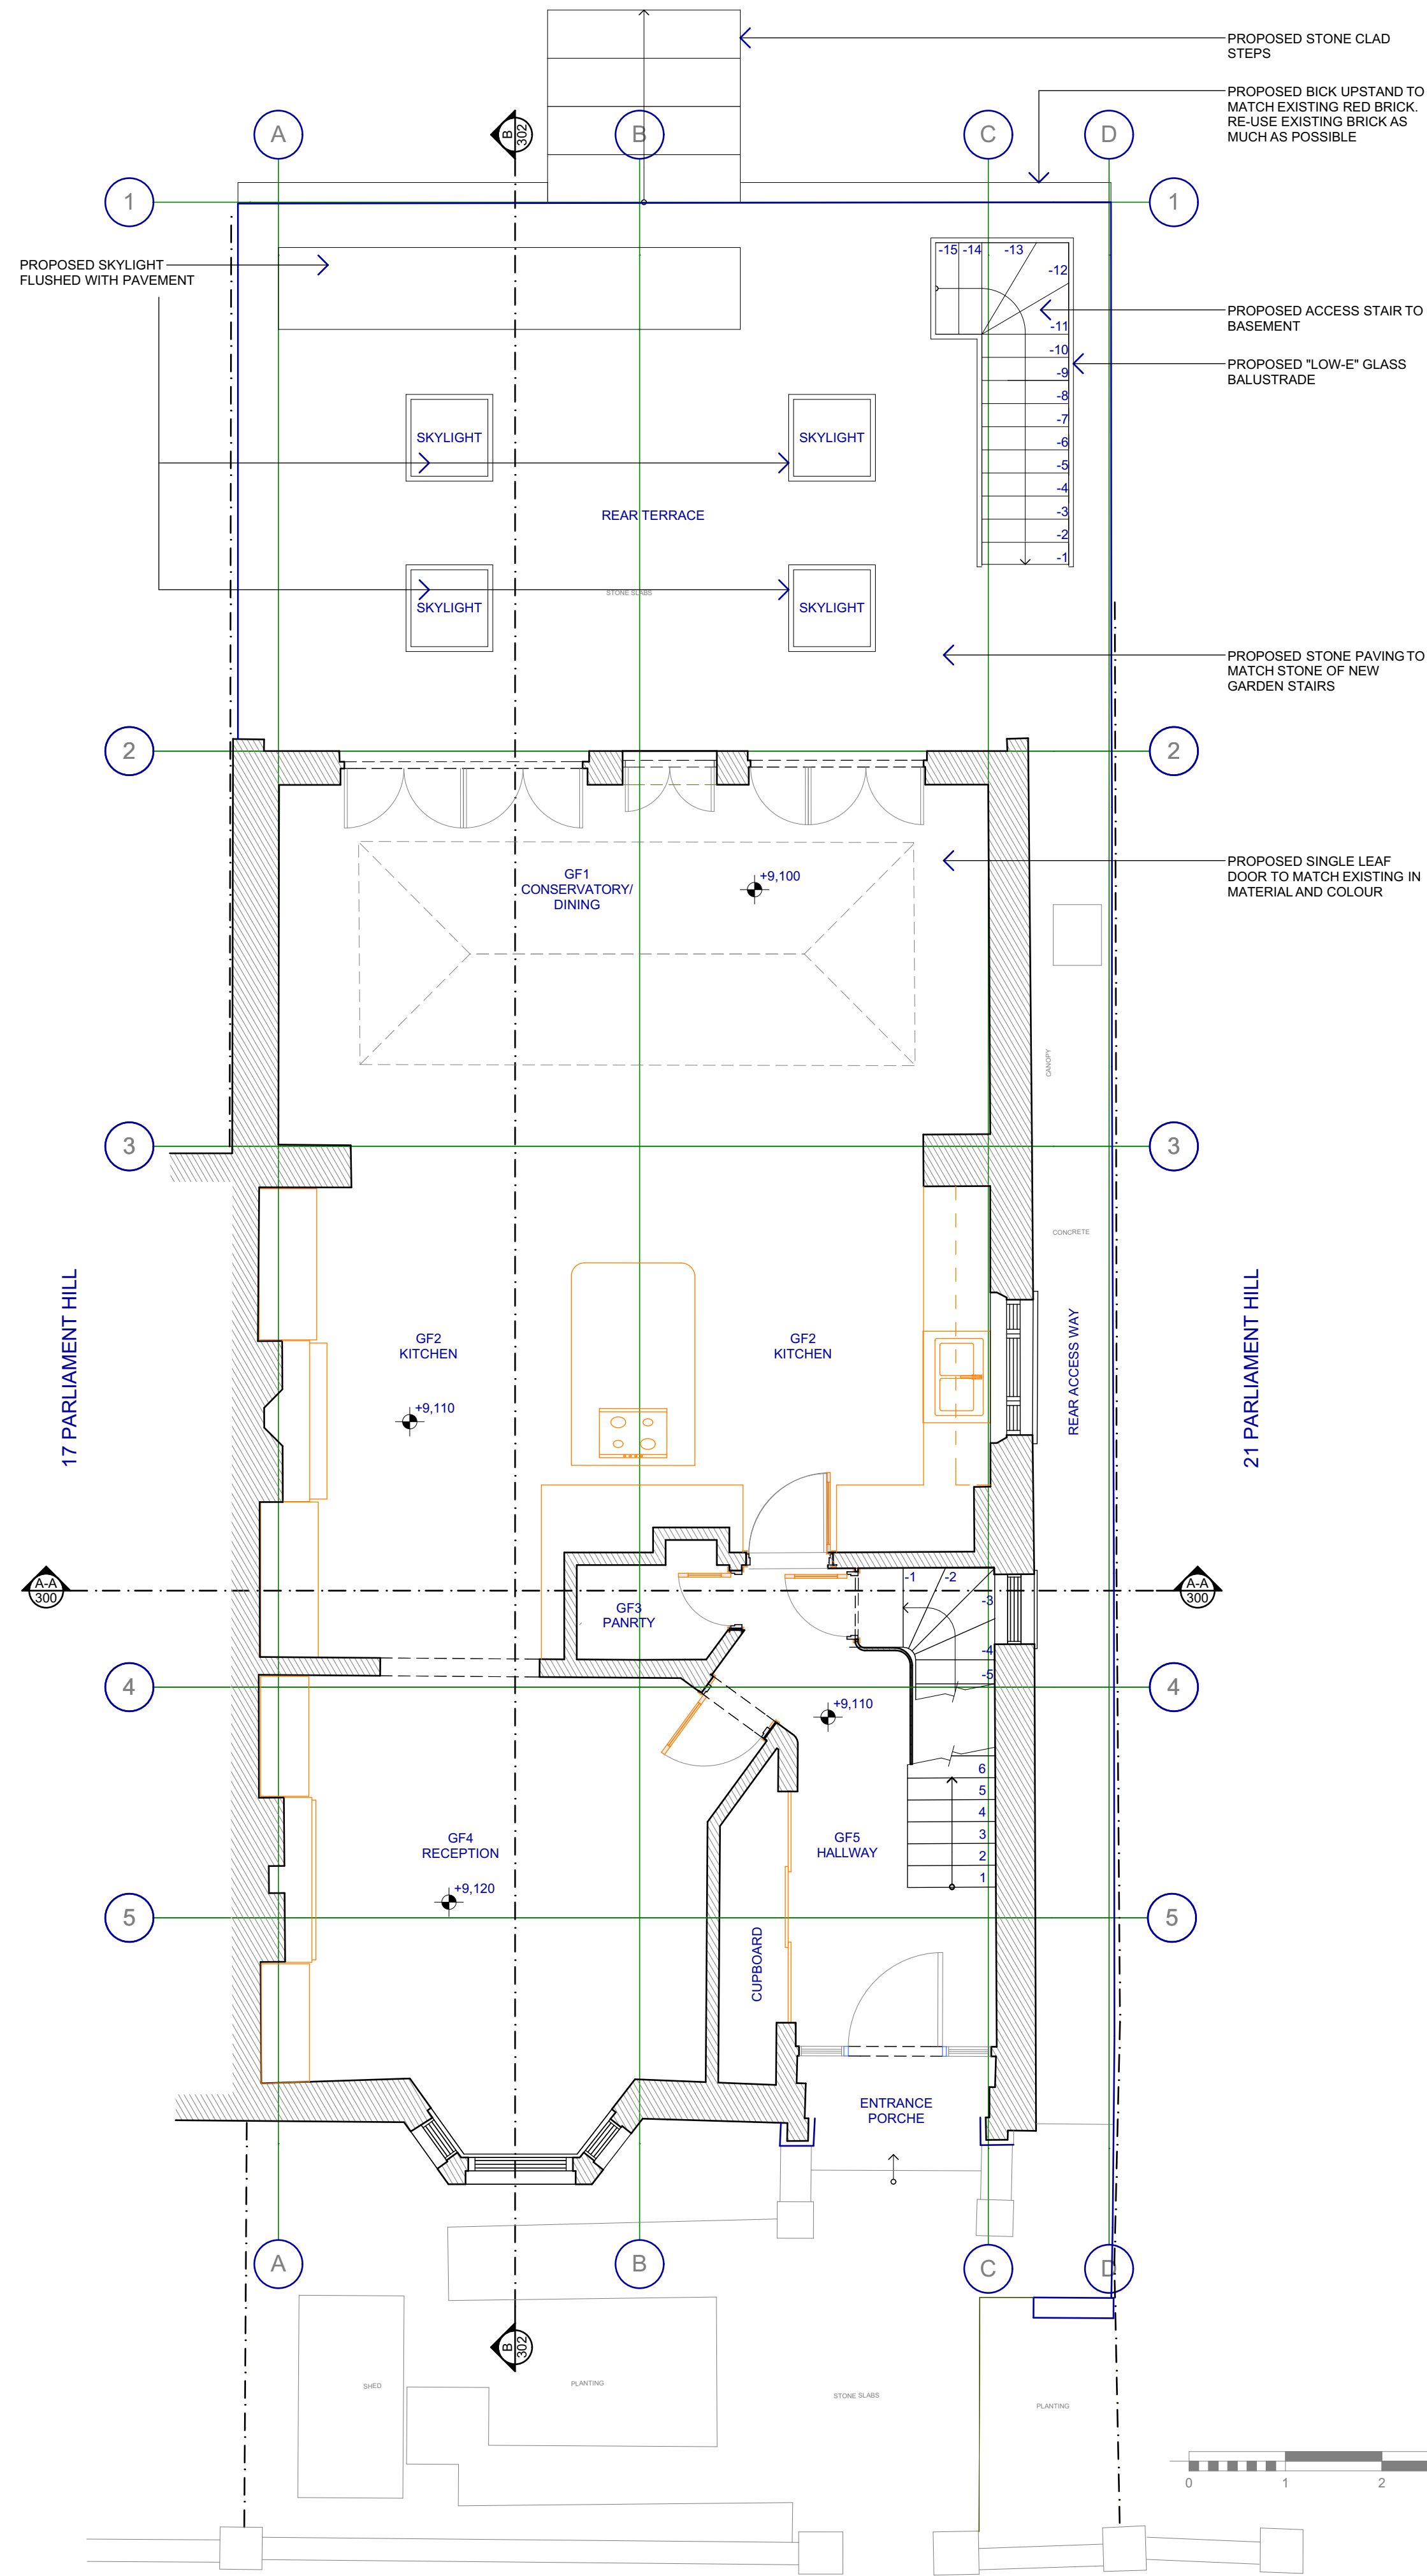 PROPOSED STONE CLAD
STEPS
PROPOSED BICK UPSTAND TO
MATCH EXISTING RED BRICK.
RE-USE EXISTING BRICK AS
MUCH AS POSSIBLE
A
B
302
B
C
D
1
1
PROPOSED SKYLIGHT
FLUSHED WITH PAVEMENT
-15 -14 -13
-12
-11
-10
-9
-8
-7
-6
-5
-4
-3
-2
-1
PROPOSED ACCESS STAIR TO
BASEMENT
PROPOSED "LOW-E" GLASS
BALUSTRADE
SKYLIGHT
SKYLIGHT
REAR TERRACE
STONE SLABS
SKYLIGHT
SKYLIGHT
PROPOSED STONE PAVING TO
MATCH STONE OF NEW
GARDEN STAIRS
2
2
GF1
CONSERVATORY/
DINING
+9,100
PROPOSED SINGLE LEAF
DOOR TO MATCH EXISTING IN
MATERIAL AND COLOUR
CANOPY
3
3
CONCRETE
17 PARLIAMENT HILL
GF2
KITCHEN
GF2
KITCHEN
REAR ACCESS WAY
21 PARLIAMENT HILL
+9,110
A-A
300
A-A
300
-1
-2
-3
-4
-5
GF3
PANRTY
4
4
+9,110
6
5
4
3
2
1
GF4
RECEPTION
GF5
HALLWAY
+9,120
5
5
CUPBOARD
ENTRANCE
PORCHE
A
B
C
D
B
302
SHED
PLANTING
STONE SLABS
PLANTING
0
1
2